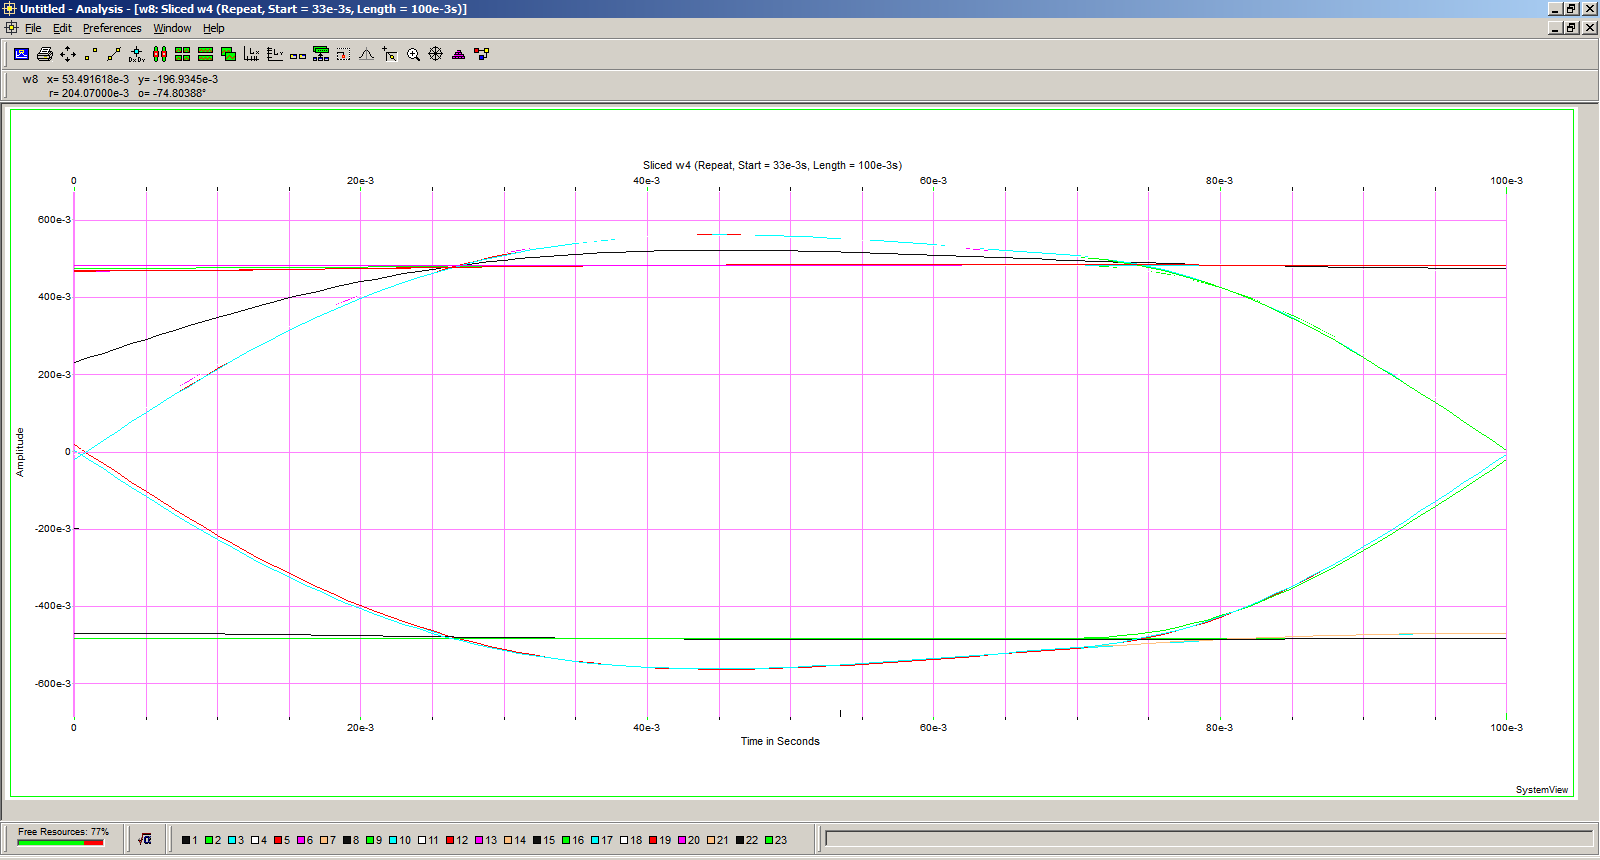 Untitled - Analysis - [w8: Sliced w4 (Repeat, Start = 33e-3s, Length = 100e-3s)]
File Edit Preferences Window Help
w8 x= 53.491618e-3 y= -196.9345e-3
r= 204.07000e-3 o= -74.80388°
Sliced w4 (Repeat, Start = 33e-3s, Length = 100e-3s)
0 20e-3 40e-3 60e-3 80e-3 100e-3
600e-3
400e-3
200e-3
0
-200e-3
-400e-3
-600e-3
Amplitude
0 20e-3 40e-3 60e-3 80e-3 100e-3
Time in Seconds
SystemView
Free Resources: 77%
1 2 3 4 5 6 7 8 9 10 11 12 13 14 15 16 17 18 19 20 21 22 23